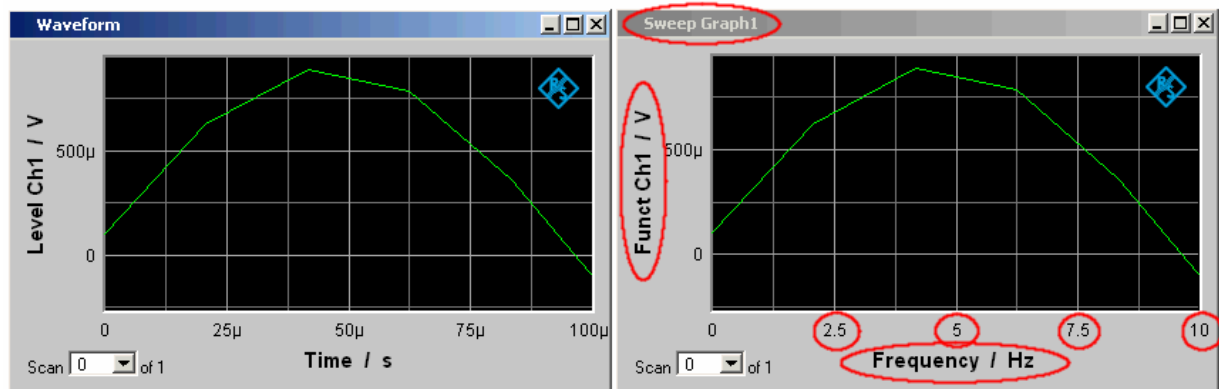 Waveform
Level Ch1 / V
500µ
0
0
25µ
50µ
75µ
100µ
Time / s
Scan 0 of 1
Sweep Graph1
Funct Ch1 / V
500µ
0
0
2.5
5
7.5
10
Frequency / Hz
Scan 0 of 1